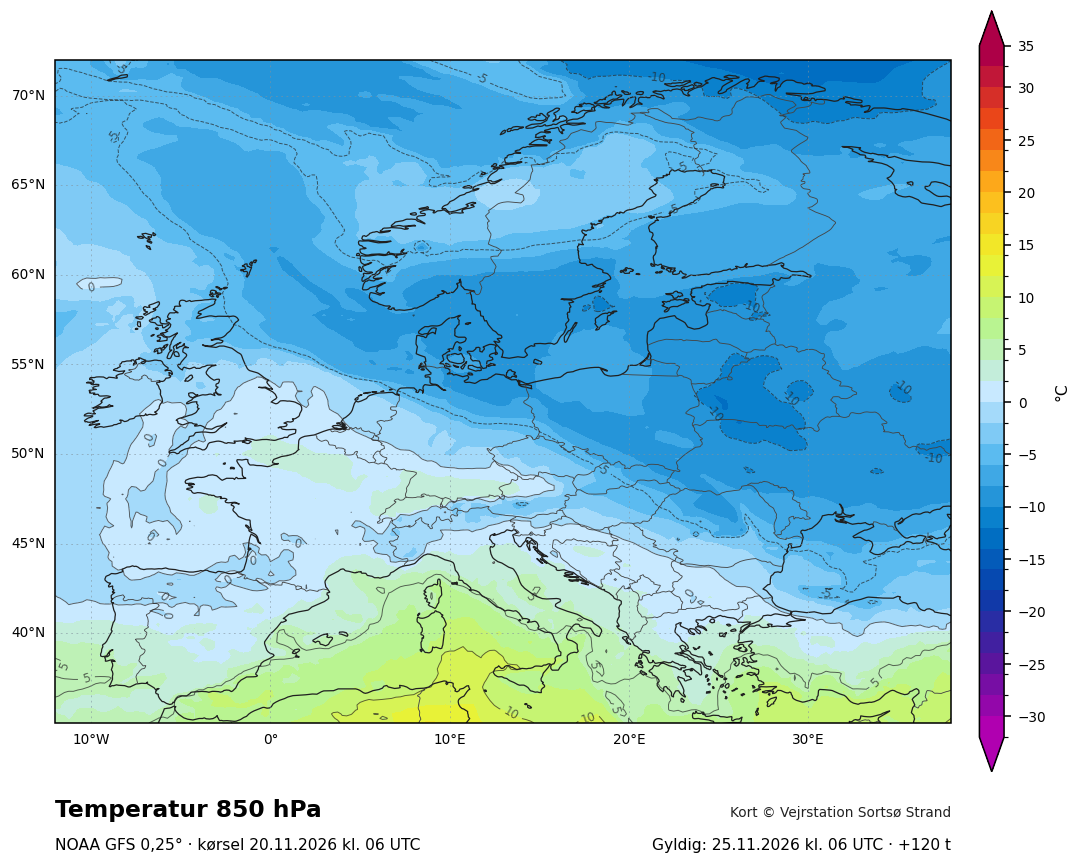 70°N
65°N
60°N
55°N
50°N
45°N
40°N
10°W
0°
10°E
20°E
30°E
35
30
25
20
15
10
5
0
−5
−10
−15
−20
−25
−30
°C
Temperatur 850 hPa
Kort © Vejrstation Sortsø Strand
NOAA GFS 0,25° · kørsel 20.11.2026 kl. 06 UTC
Gyldig: 25.11.2026 kl. 06 UTC · +120 t